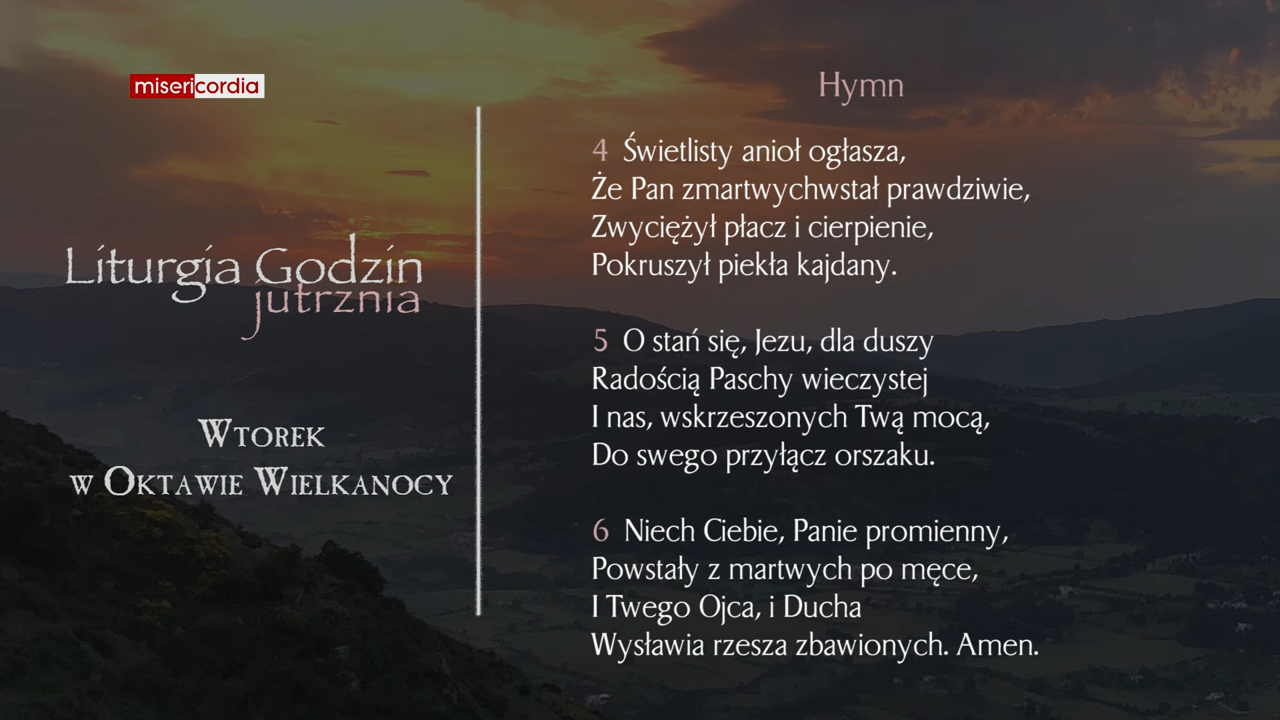 misericordia
Liturgia Godzin
jutrznia
Wtorek
w Oktawie Wielkanocy
Hymn
4 Świetlisty anioł ogłasza,
Że Pan zmartwychwstał prawdziwie,
Zwyciężył płacz i cierpienie,
Pokruszył piekła kajdany.
5 O stań się, Jezu, dla duszy
Radością Paschy wieczystej
I nas, wskrzeszonych Twą mocą,
Do swego przyłącz orszaku.
6 Niech Ciebie, Panie promienny,
Powstały z martwych po męce,
I Twego Ojca, i Ducha
Wysławia rzesza zbawionych. Amen.